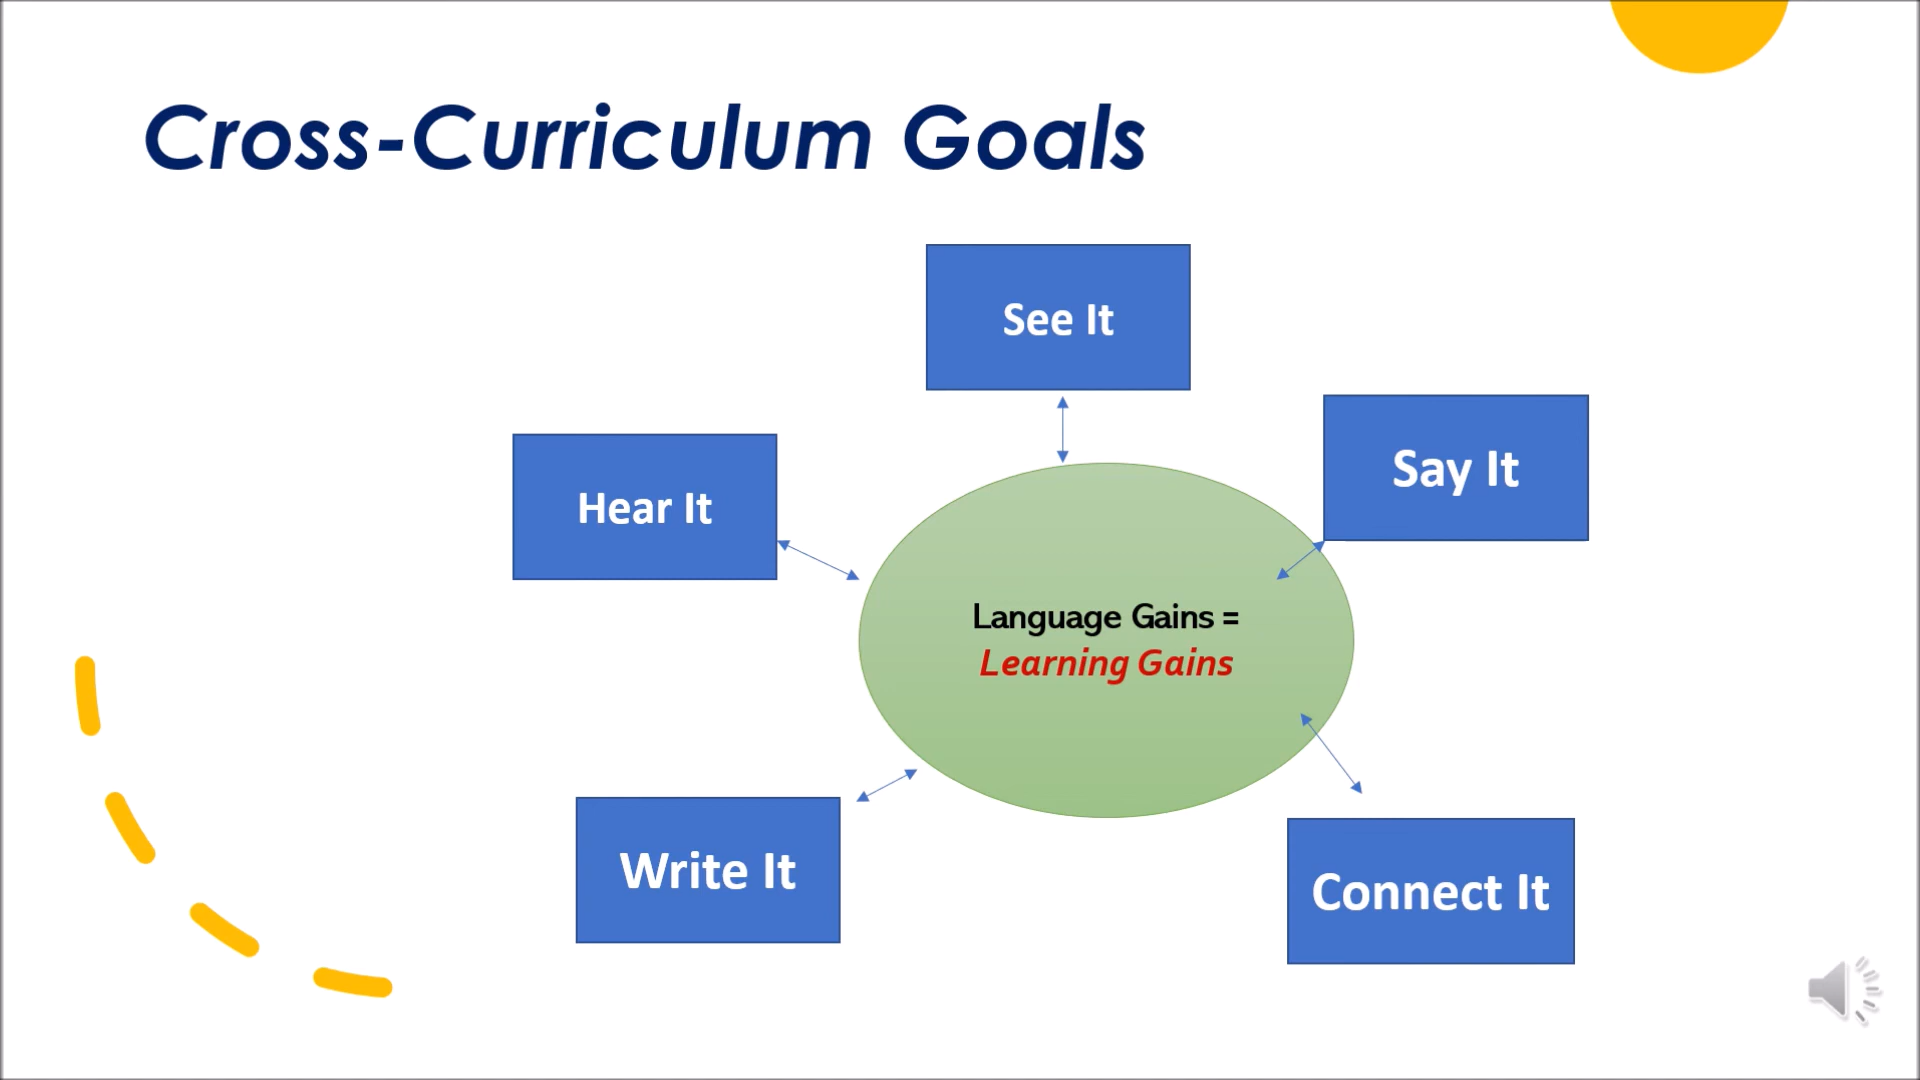 Cross-Curriculum Goals
See It
Say It
Hear It
Language Gains =
Learning Gains
Write It
Connect It